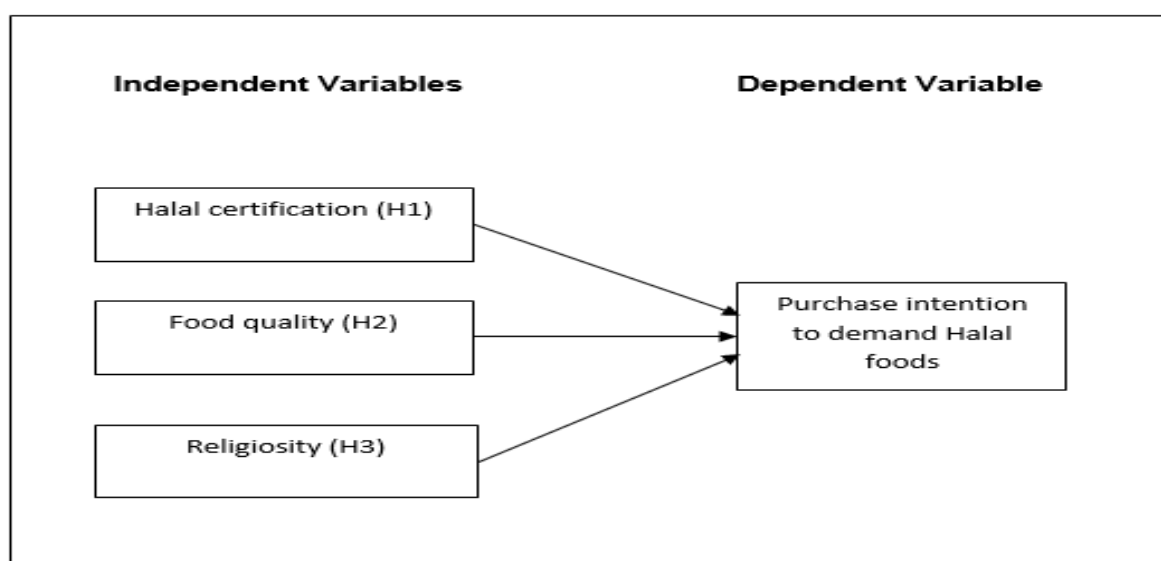 Independent Variables
Dependent Variable
Halal certification (H1)
Food quality (H2)
Religiosity (H3)
Purchase intention
to demand Halal
foods